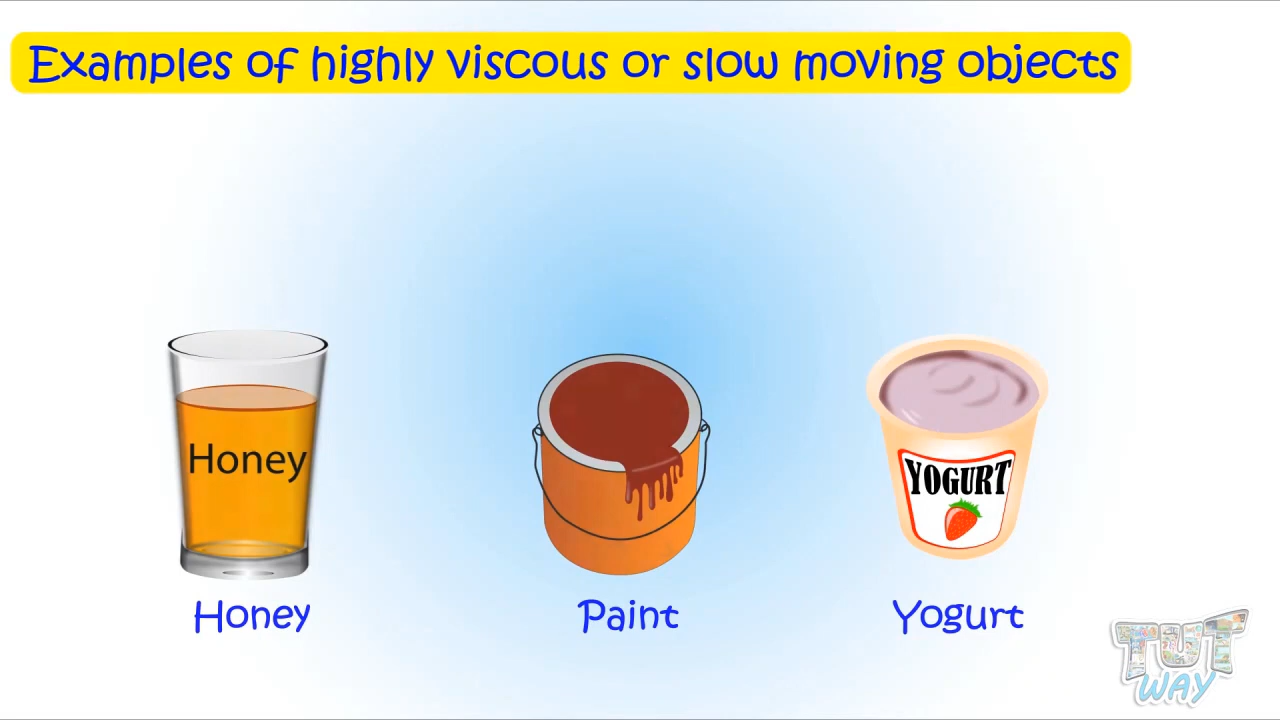 Examples of highly viscous or slow moving objects
Honey
YOGURT
Honey
Paint
Yogurt
TUT
WAY